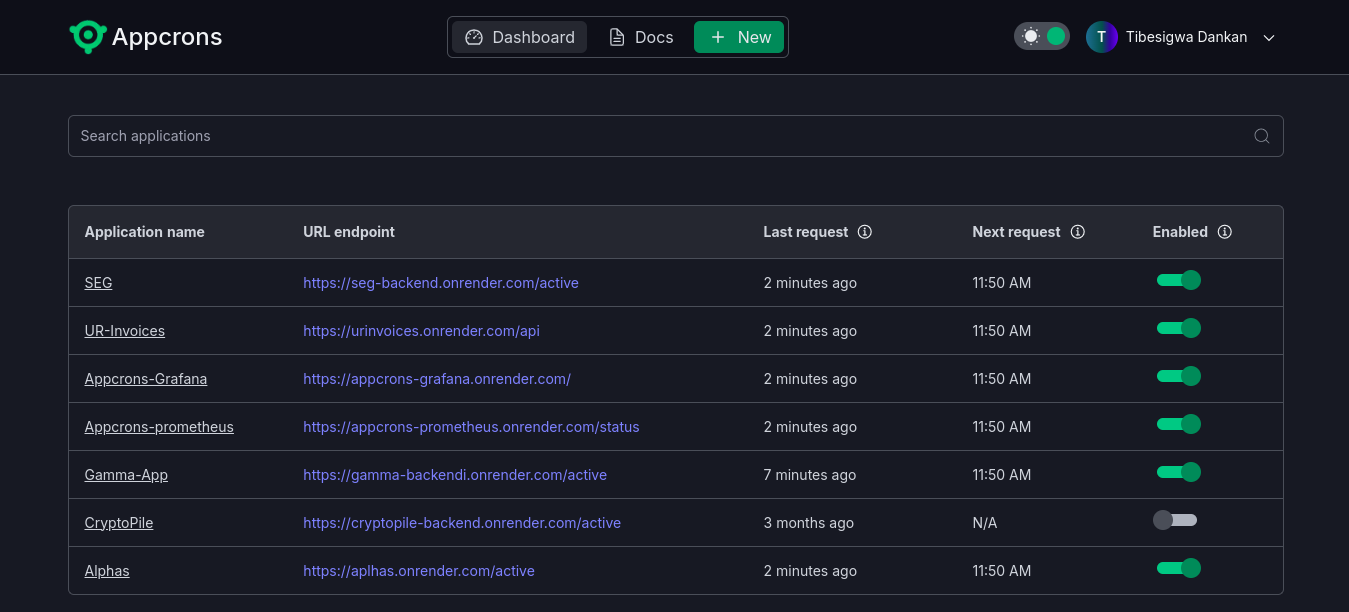 Appcrons Dashboard Docs + New T Tibesigwa Dankan
Search applications
Application name URL endpoint Last request Next request Enabled
SEG https://seg-backend.onrender.com/active 2 minutes ago 11:50 AM
UR-Invoices https://urinvoices.onrender.com/api 2 minutes ago 11:50 AM
Appcrons-Grafana https://appcrons-grafana.onrender.com/ 2 minutes ago 11:50 AM
Appcrons-prometheus https://appcrons-prometheus.onrender.com/status 2 minutes ago 11:50 AM
Gamma-App https://gamma-backendi.onrender.com/active 7 minutes ago 11:50 AM
CryptoPile https://cryptopile-backend.onrender.com/active 3 months ago N/A
Alphas https://aplhas.onrender.com/active 2 minutes ago 11:50 AM